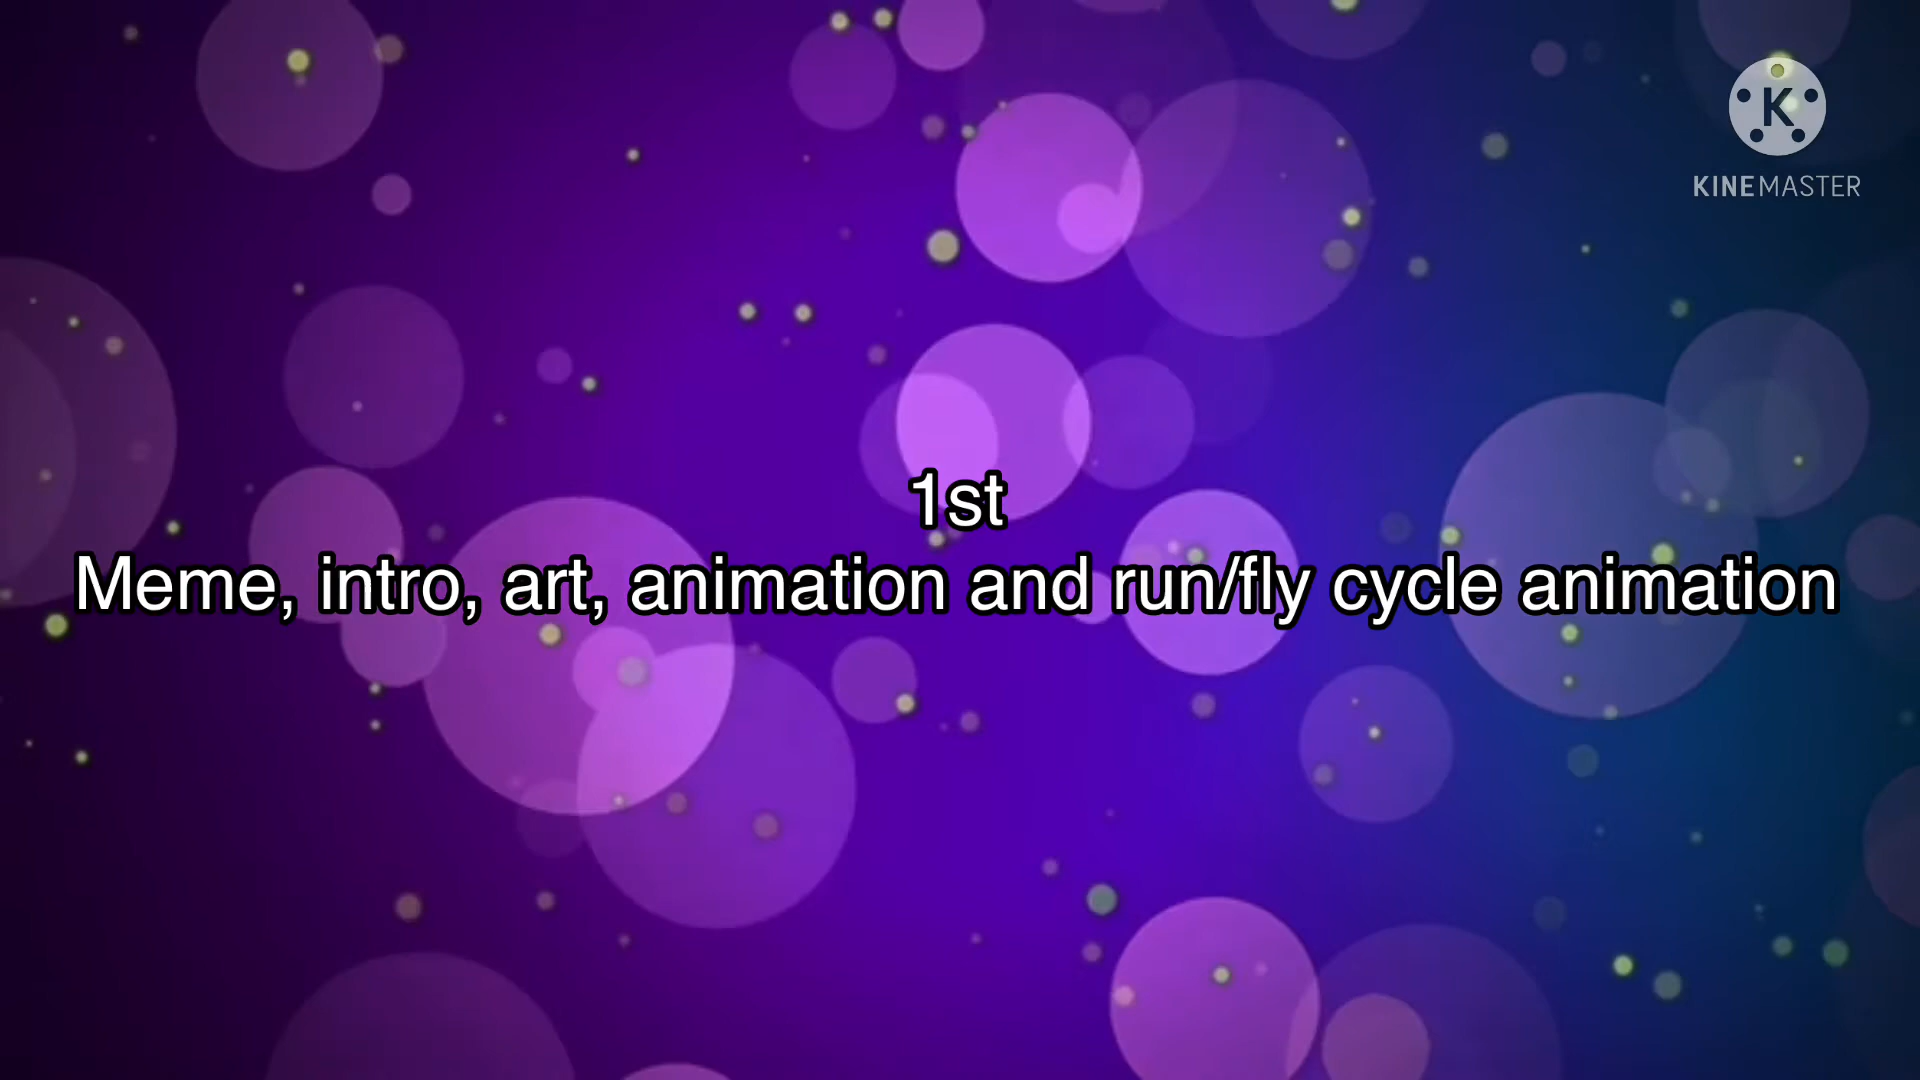 K
KINEMASTER
1st
Meme, intro, art, animation and run/fly cycle animation